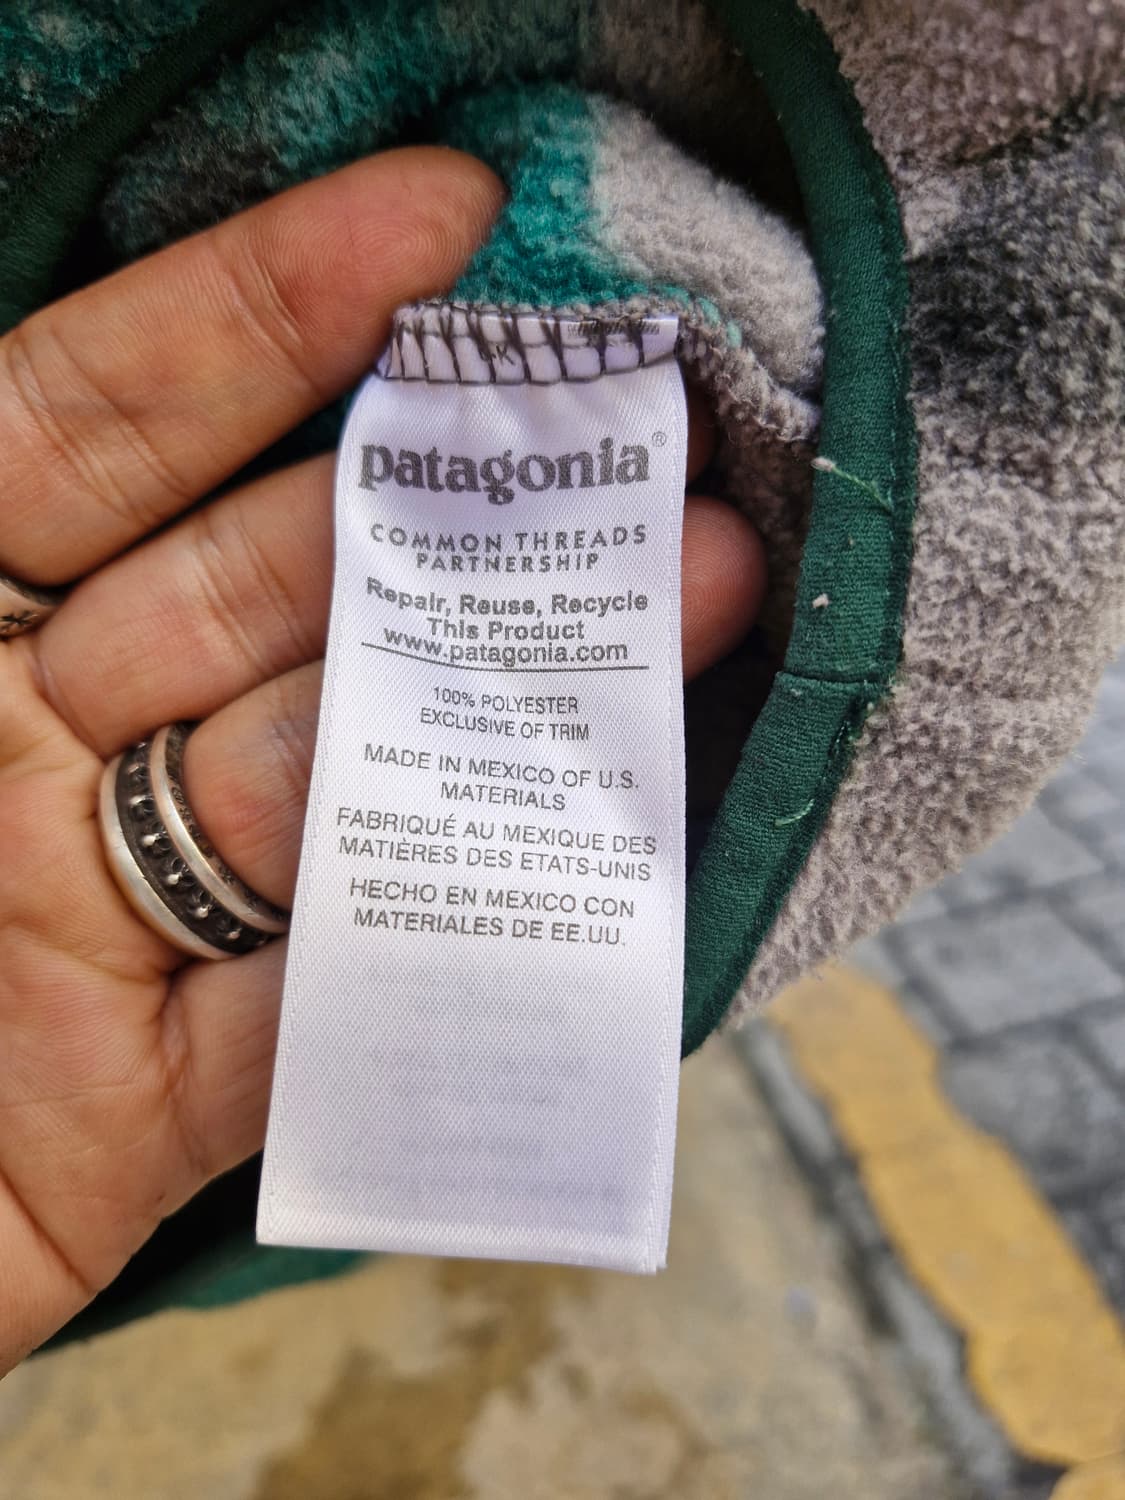 patagonia®
COMMON THREADS
PARTNERSHIP
Repair, Reuse, Recycle
This Product
www.patagonia.com
100% POLYESTER
EXCLUSIVE OF TRIM
MADE IN MEXICO OF U.S.
MATERIALS
FABRIQUÉ AU MEXIQUE DES
MATIÈRES DES ETATS-UNIS
HECHO EN MEXICO CON
MATERIALES DE EE.UU.